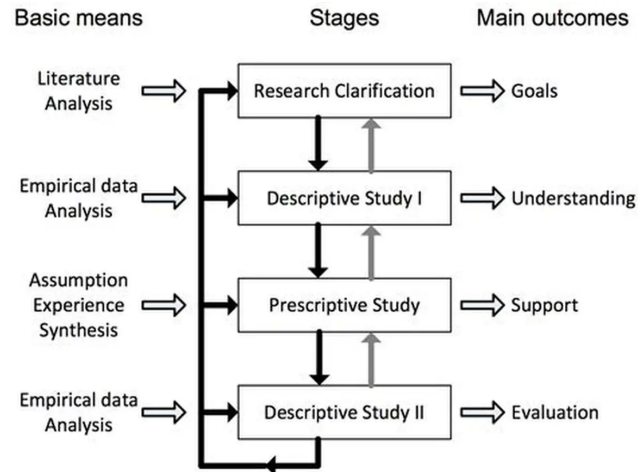 Basic means
Stages
Main outcomes
Literature
Analysis
Research Clarification
Goals
Empirical data
Analysis
Descriptive Study I
Understanding
Assumption
Experience
Synthesis
Prescriptive Study
Support
Empirical data
Analysis
Descriptive Study II
Evaluation